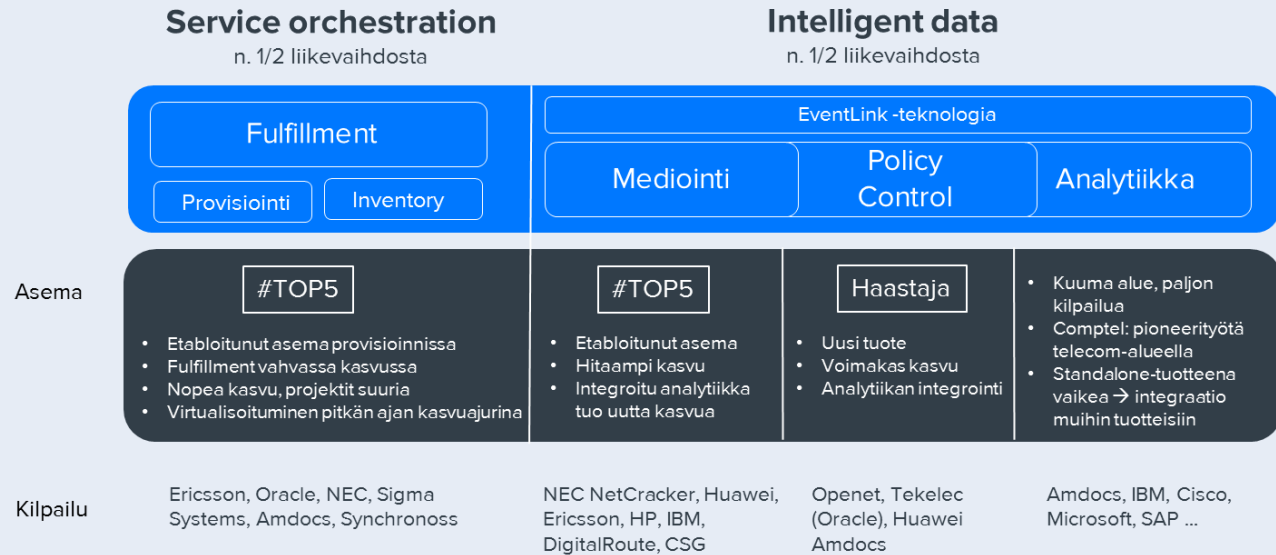 Service orchestration
n. 1/2 liikevaihdosta
Intelligent data
n. 1/2 liikevaihdosta
Fulfillment
Provisiointi
Inventory
EventLink -teknologia
Mediointi
Policy
Control
Analytiikka
Asema
#TOP5
• Etabloitunut asema provisioinnissa
• Fulfillment vahvassa kasvussa
• Nopea kasvu, projektit suuria
• Virtualisoituminen pitkän ajan kasvuajurina
#TOP5
• Etabloitunut asema
• Hitaampi kasvu
• Integroitu analytiikka
tuo uutta kasvua
Haastaja
• Uusi tuote
• Voimakas kasvu
• Analytiikan integrointi
• Kuuma alue, paljon
kilpailua
• Comptel: pioneerityötä
telecom-alueella
• Standalone-tuotteena
vaikea → integraatio
muihin tuotteisiin
Kilpailu
Ericsson, Oracle, NEC, Sigma
Systems, Amdocs, Synchronoss
NEC NetCracker, Huawei,
Ericsson, HP, IBM,
DigitalRoute, CSG
Openet, Tekelec
(Oracle), Huawei
Amdocs
Amdocs, IBM, Cisco,
Microsoft, SAP ...